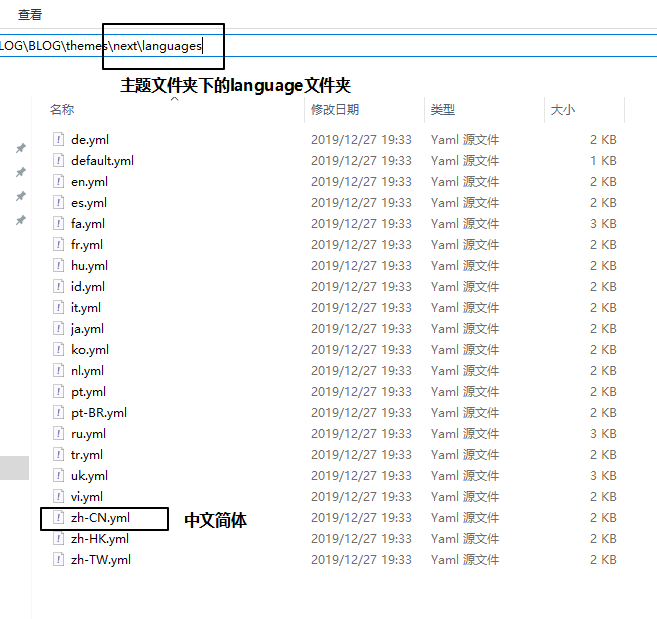 查看
LOG\BLOG\themes\next\languages
主题文件夹下的language文件夹
名称 修改日期 类型 大小
de.yml 2019/12/27 19:33 Yaml 源文件 2 KB
default.yml 2019/12/27 19:33 Yaml 源文件 1 KB
en.yml 2019/12/27 19:33 Yaml 源文件 2 KB
es.yml 2019/12/27 19:33 Yaml 源文件 2 KB
fa.yml 2019/12/27 19:33 Yaml 源文件 3 KB
fr.yml 2019/12/27 19:33 Yaml 源文件 2 KB
hu.yml 2019/12/27 19:33 Yaml 源文件 2 KB
id.yml 2019/12/27 19:33 Yaml 源文件 2 KB
it.yml 2019/12/27 19:33 Yaml 源文件 2 KB
ja.yml 2019/12/27 19:33 Yaml 源文件 2 KB
ko.yml 2019/12/27 19:33 Yaml 源文件 2 KB
nl.yml 2019/12/27 19:33 Yaml 源文件 2 KB
pt.yml 2019/12/27 19:33 Yaml 源文件 2 KB
pt-BR.yml 2019/12/27 19:33 Yaml 源文件 2 KB
ru.yml 2019/12/27 19:33 Yaml 源文件 3 KB
tr.yml 2019/12/27 19:33 Yaml 源文件 2 KB
uk.yml 2019/12/27 19:33 Yaml 源文件 3 KB
vi.yml 2019/12/27 19:33 Yaml 源文件 2 KB
zh-CN.yml 中文简体 2019/12/27 19:33 Yaml 源文件 2 KB
zh-HK.yml 2019/12/27 19:33 Yaml 源文件 2 KB
zh-TW.yml 2019/12/27 19:33 Yaml 源文件 2 KB